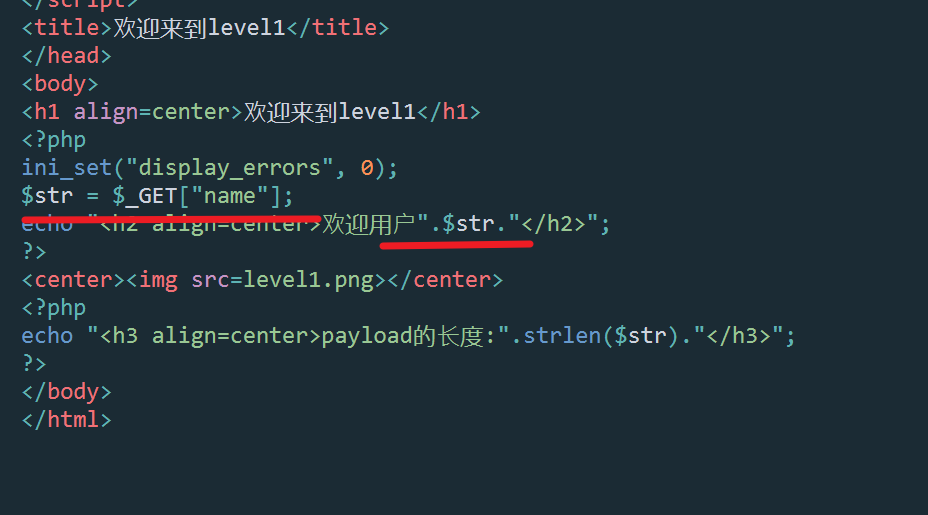 </script>
<title>欢迎来到level1</title>
</head>
<body>
<h1 align=center>欢迎来到level1</h1>
<?php
ini_set("display_errors", 0);
$str = $_GET["name"];
echo "<h2 align=center>欢迎用户".$str."</h2>";
?>
<center><img src=level1.png></center>
<?php
echo "<h3 align=center>payload的长度:".strlen($str)."</h3>";
?>
</body>
</html>